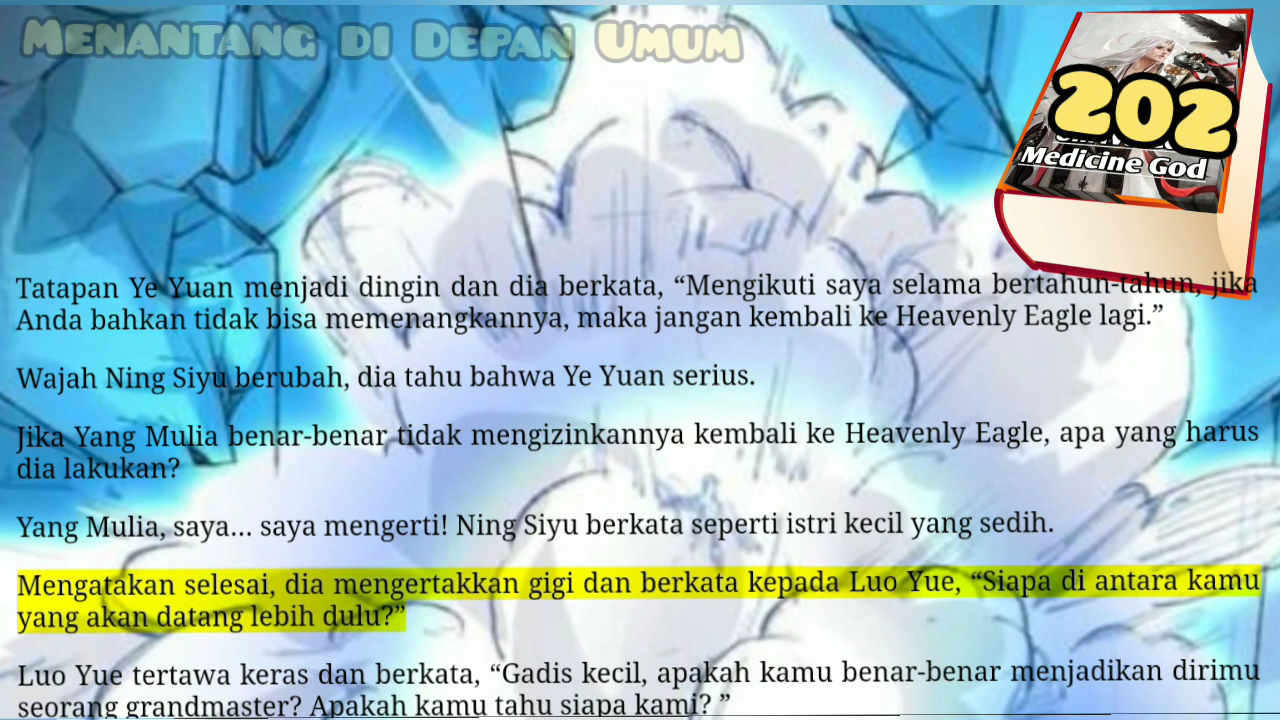 Menantang di Depan Umum
202
Medicine God
Tatapan Ye Yuan menjadi dingin dan dia berkata, “Mengikuti saya selama bertahun-tahun, jika
Anda bahkan tidak bisa memenangkannya, maka jangan kembali ke Heavenly Eagle lagi.”
Wajah Ning Siyu berubah, dia tahu bahwa Ye Yuan serius.
Jika Yang Mulia benar-benar tidak mengizinkannya kembali ke Heavenly Eagle, apa yang harus
dia lakukan?
Yang Mulia, saya… saya mengerti! Ning Siyu berkata seperti istri kecil yang sedih.
Mengatakan selesai, dia mengertakkan gigi dan berkata kepada Luo Yue, “Siapa di antara kamu
yang akan datang lebih dulu?”
Luo Yue tertawa keras dan berkata, “Gadis kecil, apakah kamu benar-benar menjadikan dirimu
seorang grandmaster? Apakah kamu tahu siapa kami? ”